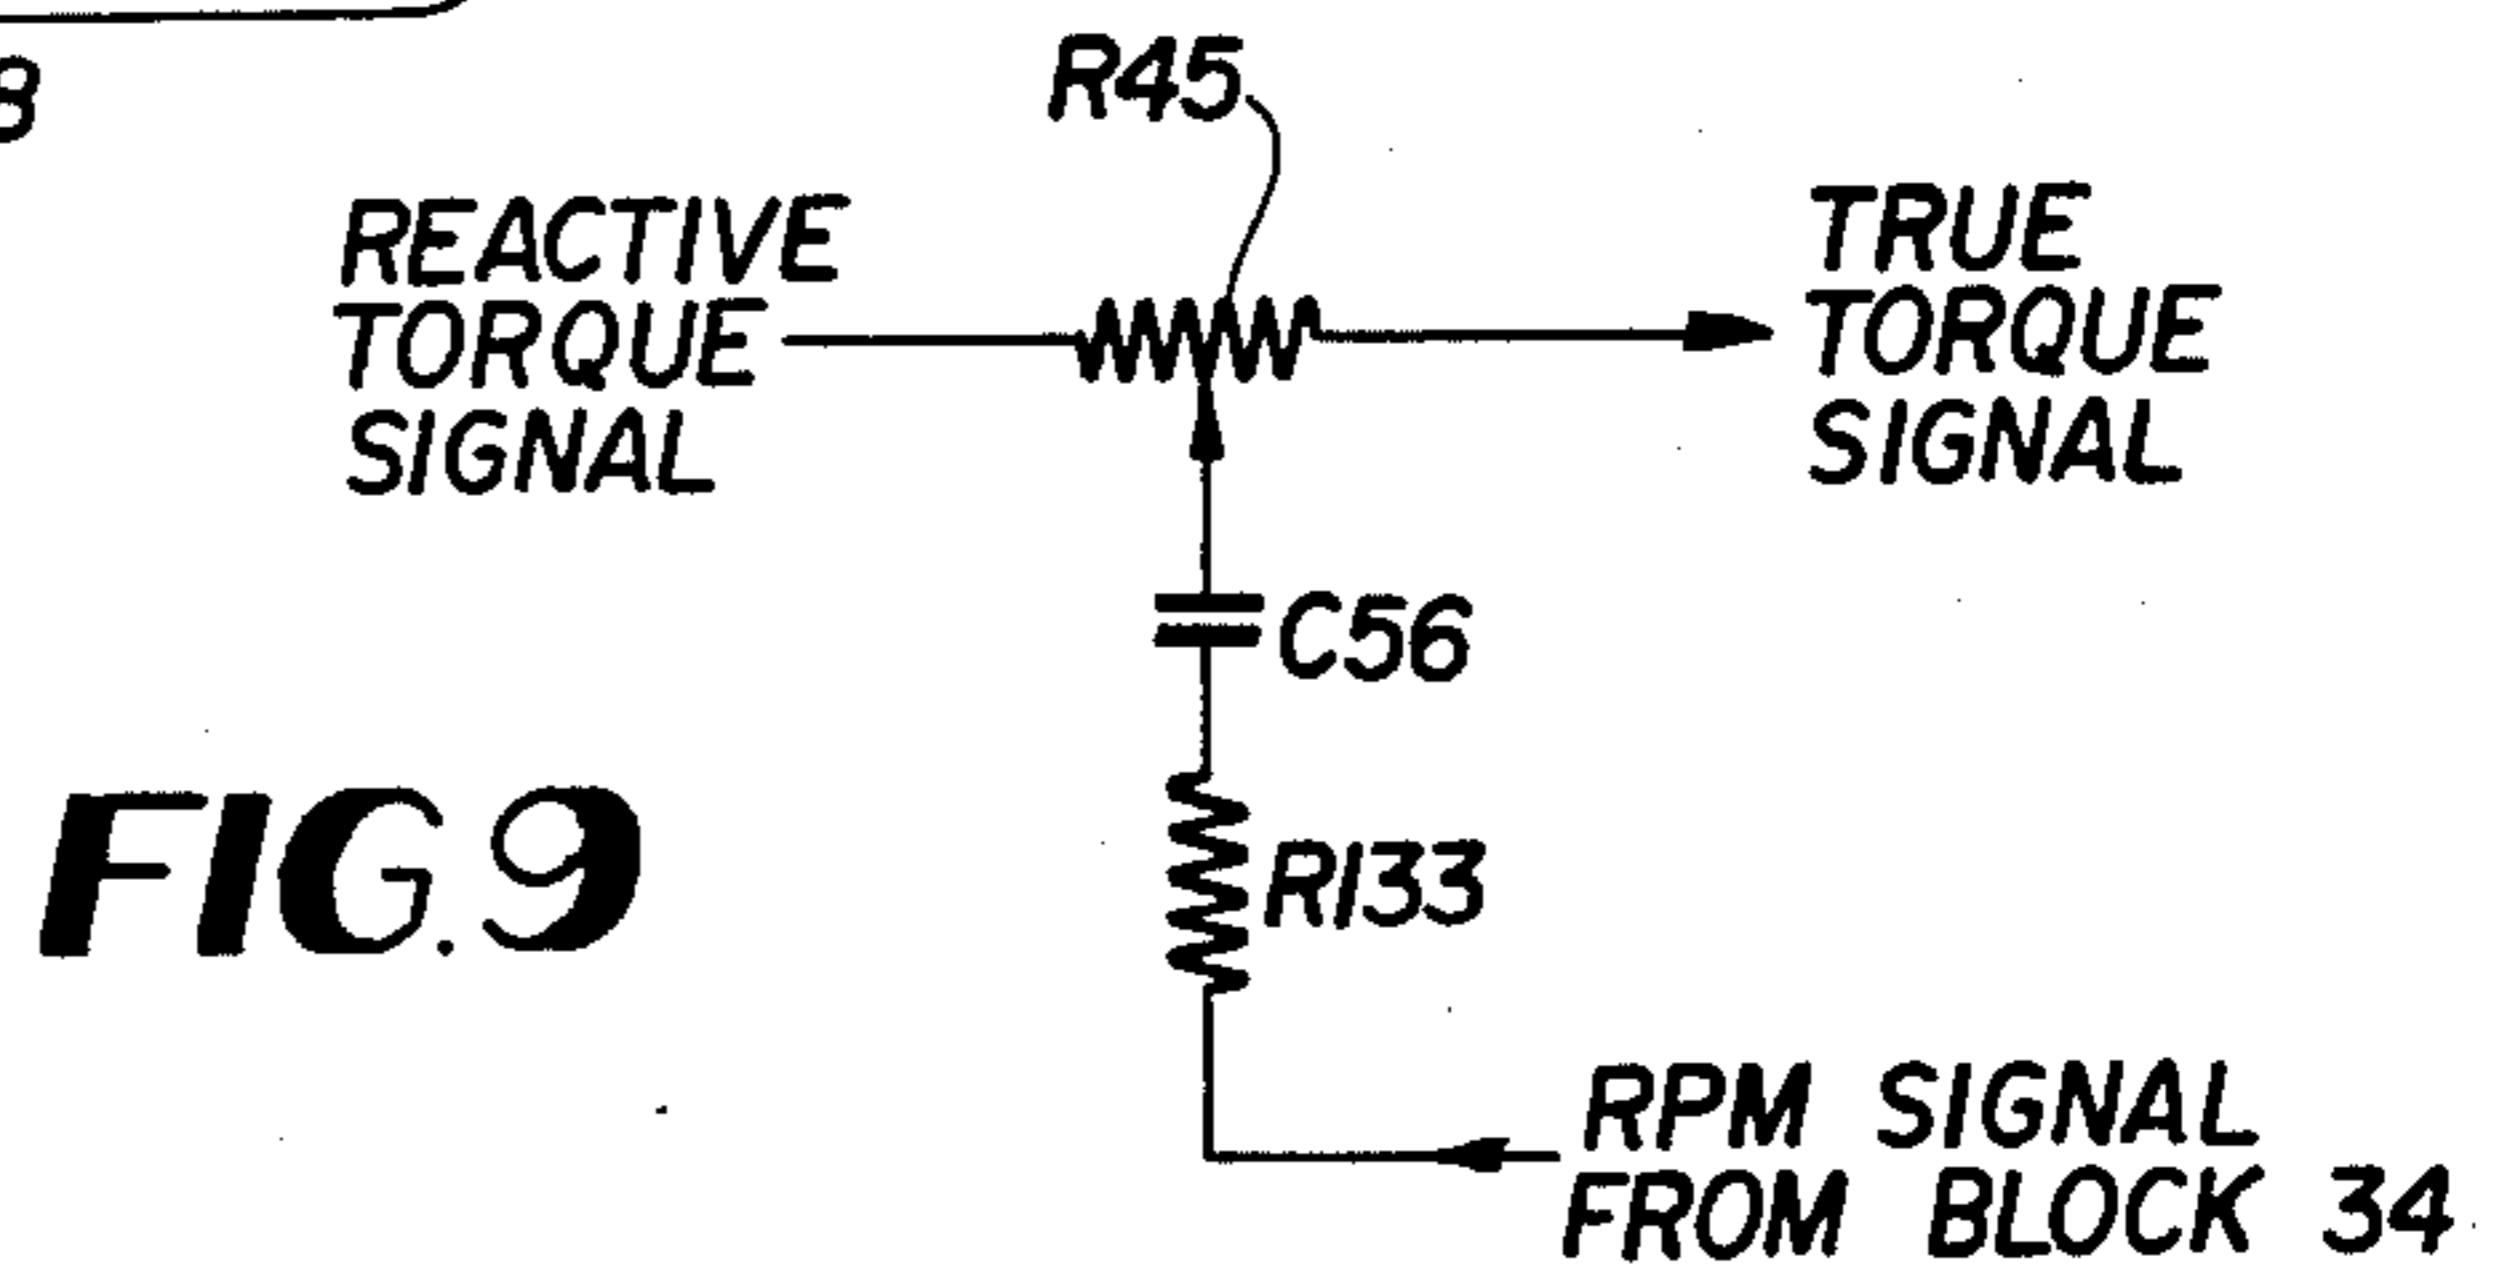 R45
REACTIVE
TORQUE
SIGNAL
TRUE
TORQUE
SIGNAL
C56
FIG.9
R133
RPM SIGNAL
FROM BLOCK 34